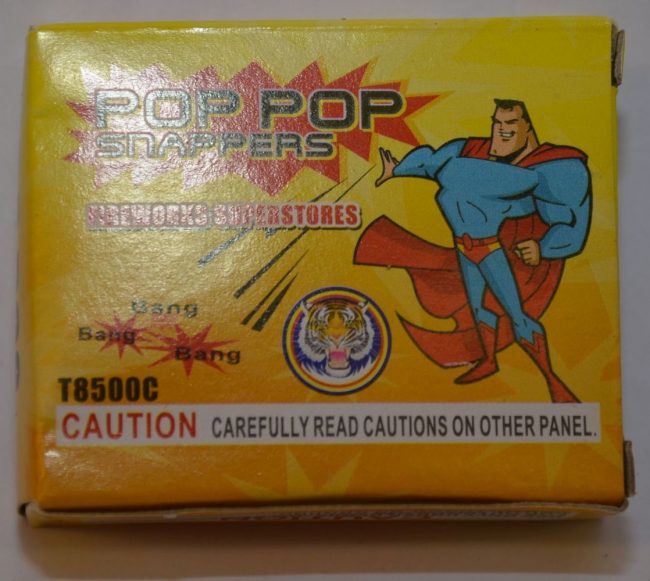 POP POP
SNAPPERS
FIREWORKS SUPERSTORES
Bang
Bang
Bang
T8500C
CAUTION CAREFULLY READ CAUTIONS ON OTHER PANEL.